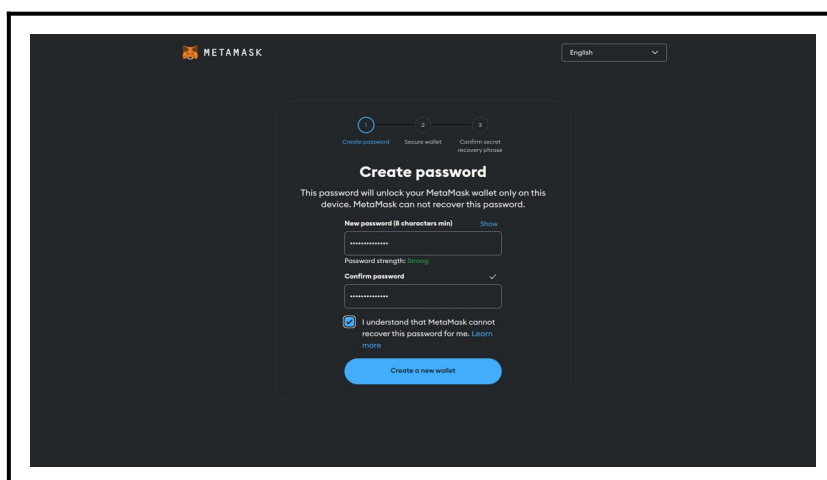 METAMASK
English
1 2 3
Create password Secure wallet Confirm secret
recovery phrase
Create password
This password will unlock your MetaMask wallet only on this
device. MetaMask can not recover this password.
New password (8 characters min) Show
••••••••••••••
Password strength: Strong
Confirm password
••••••••••••••
I understand that MetaMask cannot
recover this password for me. Learn
more
Create a new wallet